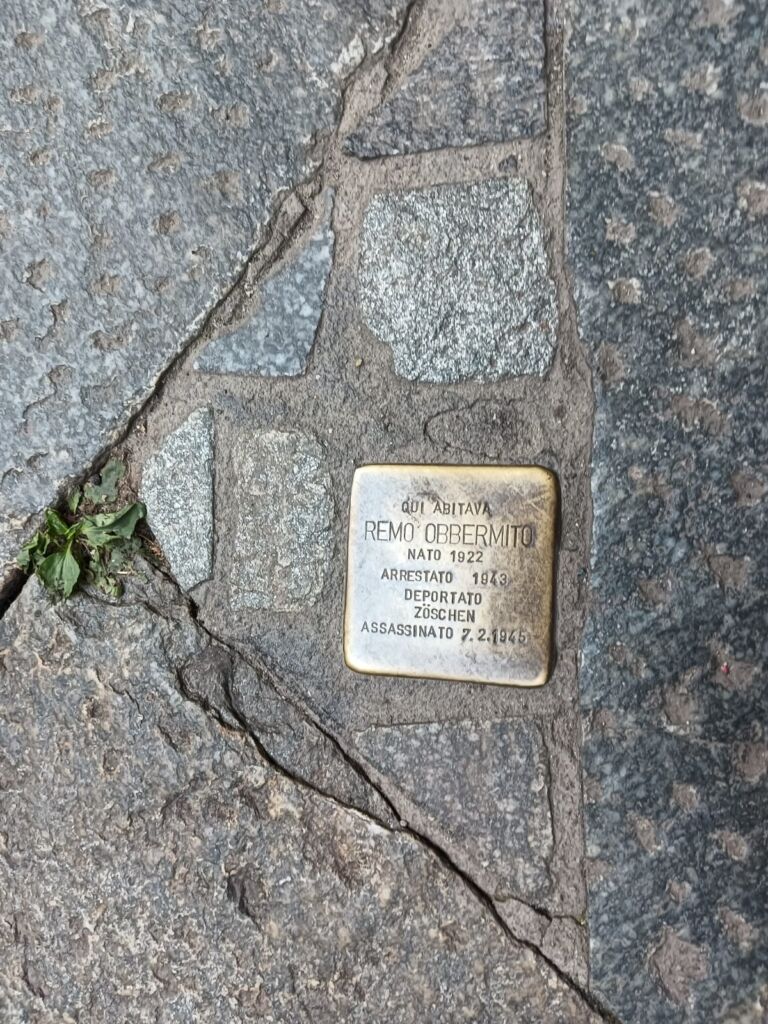 QUI ABITAVA
REMO OBBERMITO
NATO 1922
ARRESTATO 1943
DEPORTATO
ZÖSCHEN
ASSASSINATO 7.2.1945